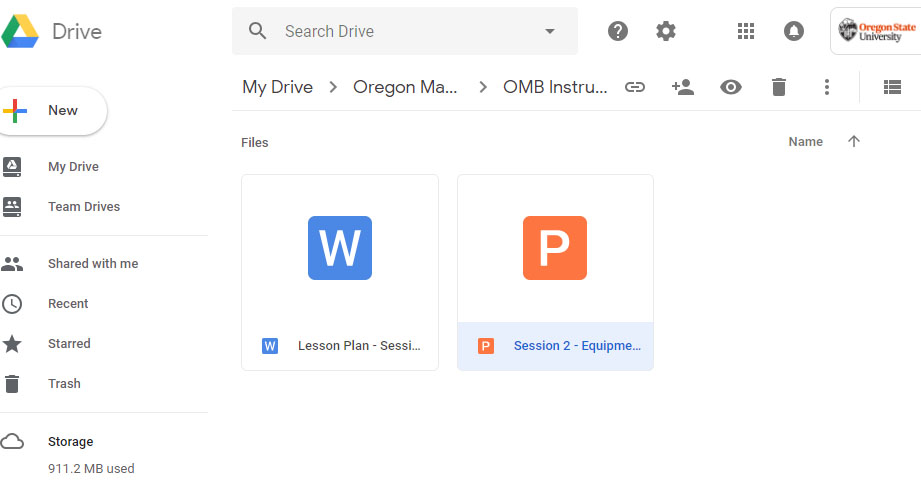 Drive
Search Drive
Oregon State
University
My Drive
Oregon Ma...
OMB Instru...
New
My Drive
Team Drives
Shared with me
Recent
Starred
Trash
Storage
911.2 MB used
Files
Name
W
P
W
Lesson Plan - Sessi...
P
Session 2 - Equipme...